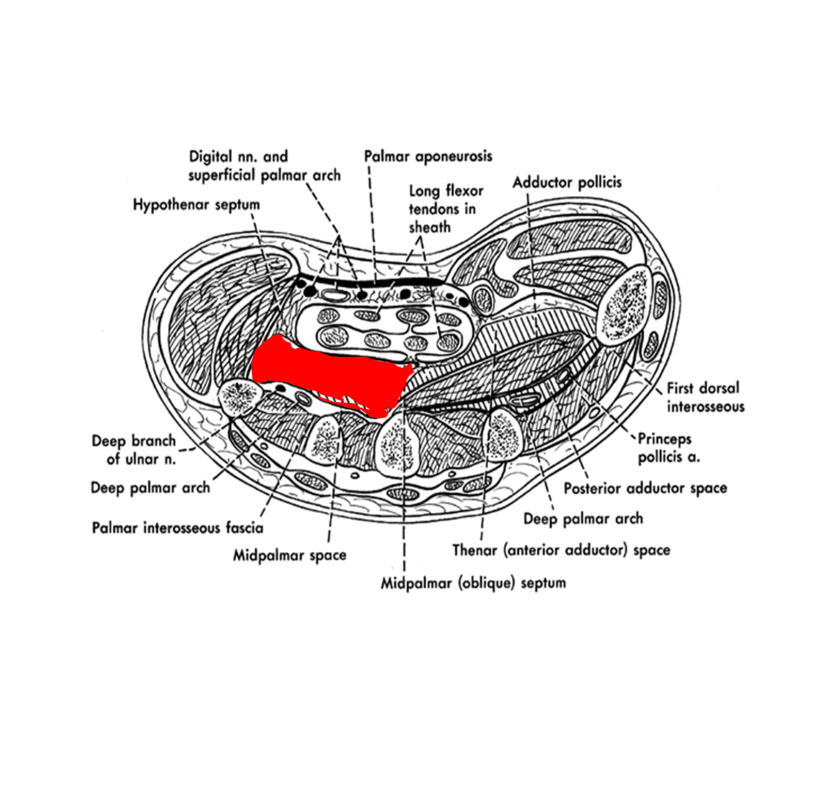 Digital nn. and
superficial palmar arch
Palmar aponeurosis
Hypothenar septum
Long flexor
tendons in
sheath
Adductor pollicis
First dorsal
interosseous
Deep branch
of ulnar n.
Princeps
pollicis a.
Deep palmar arch
Posterior adductor space
Palmar interosseous fascia
Deep palmar arch
Midpalmar space
Thenar (anterior adductor) space
Midpalmar (oblique) septum